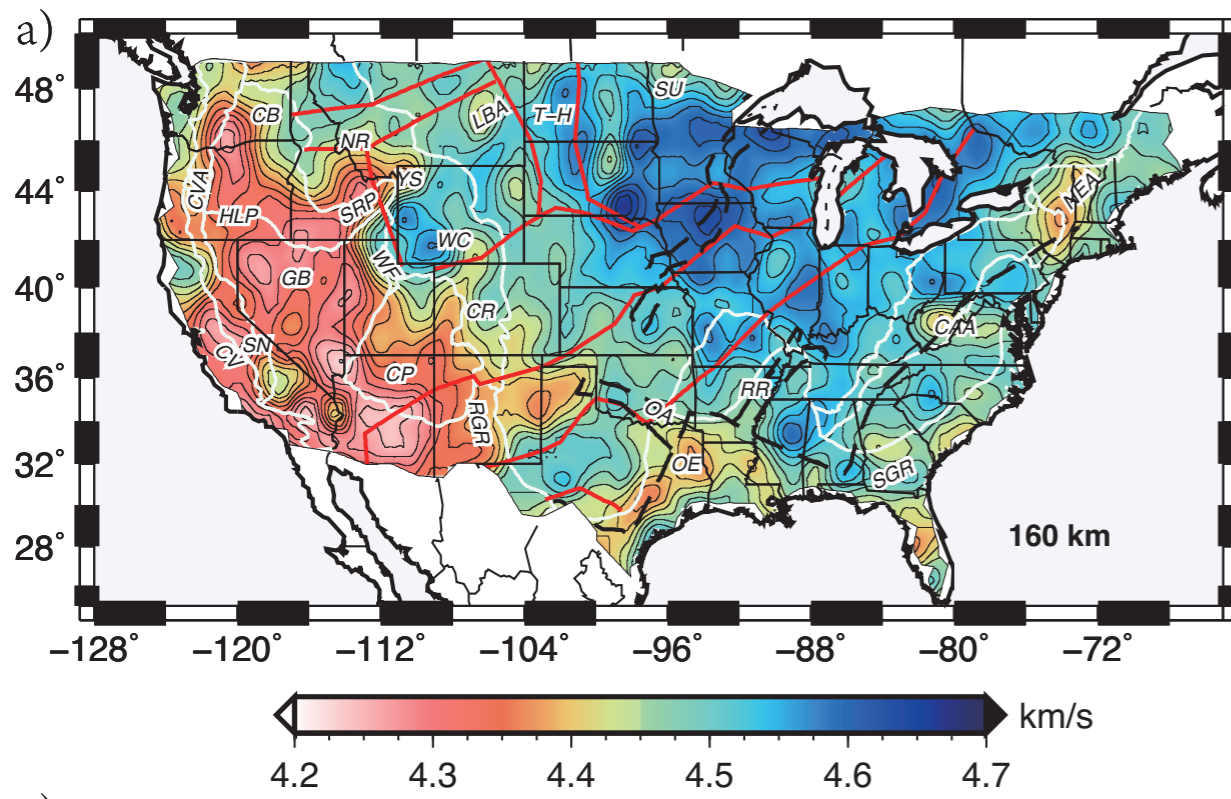 a)
48°
44°
40°
36°
32°
28°
SU
CB
LBA
T–H
NR
YS
CVA
SRP
NEA
HLP
WC
WF
GB
CR
CAA
SN
CV
CP
RR
RGR
OA
OE
SGR
160 km
−128° −120° −112° −104° −96° −88° −80° −72°
km/s
4.2 4.3 4.4 4.5 4.6 4.7